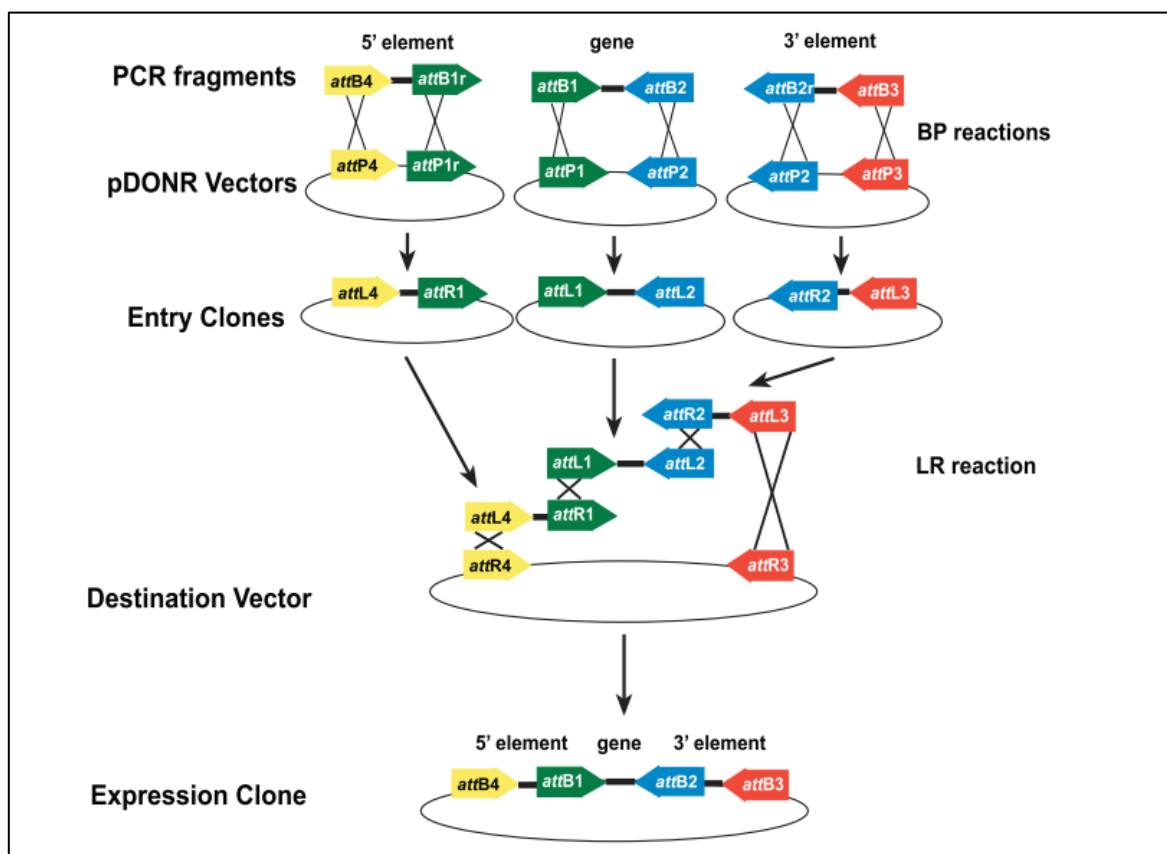 5' element gene 3' element
PCR fragments
attB4 attB1r attB1 attB2 attB2r attB3
BP reactions
attP4 attP1r attP1 attP2 attP2 attP3
pDONR Vectors
attL4 attR1 attL1 attL2 attR2 attL3
Entry Clones
attR2 attL3
attL1 attL2
LR reaction
attL4 attR1
attR4 attR3
Destination Vector
5' element gene 3' element
attB4 attB1 attB2 attB3
Expression Clone